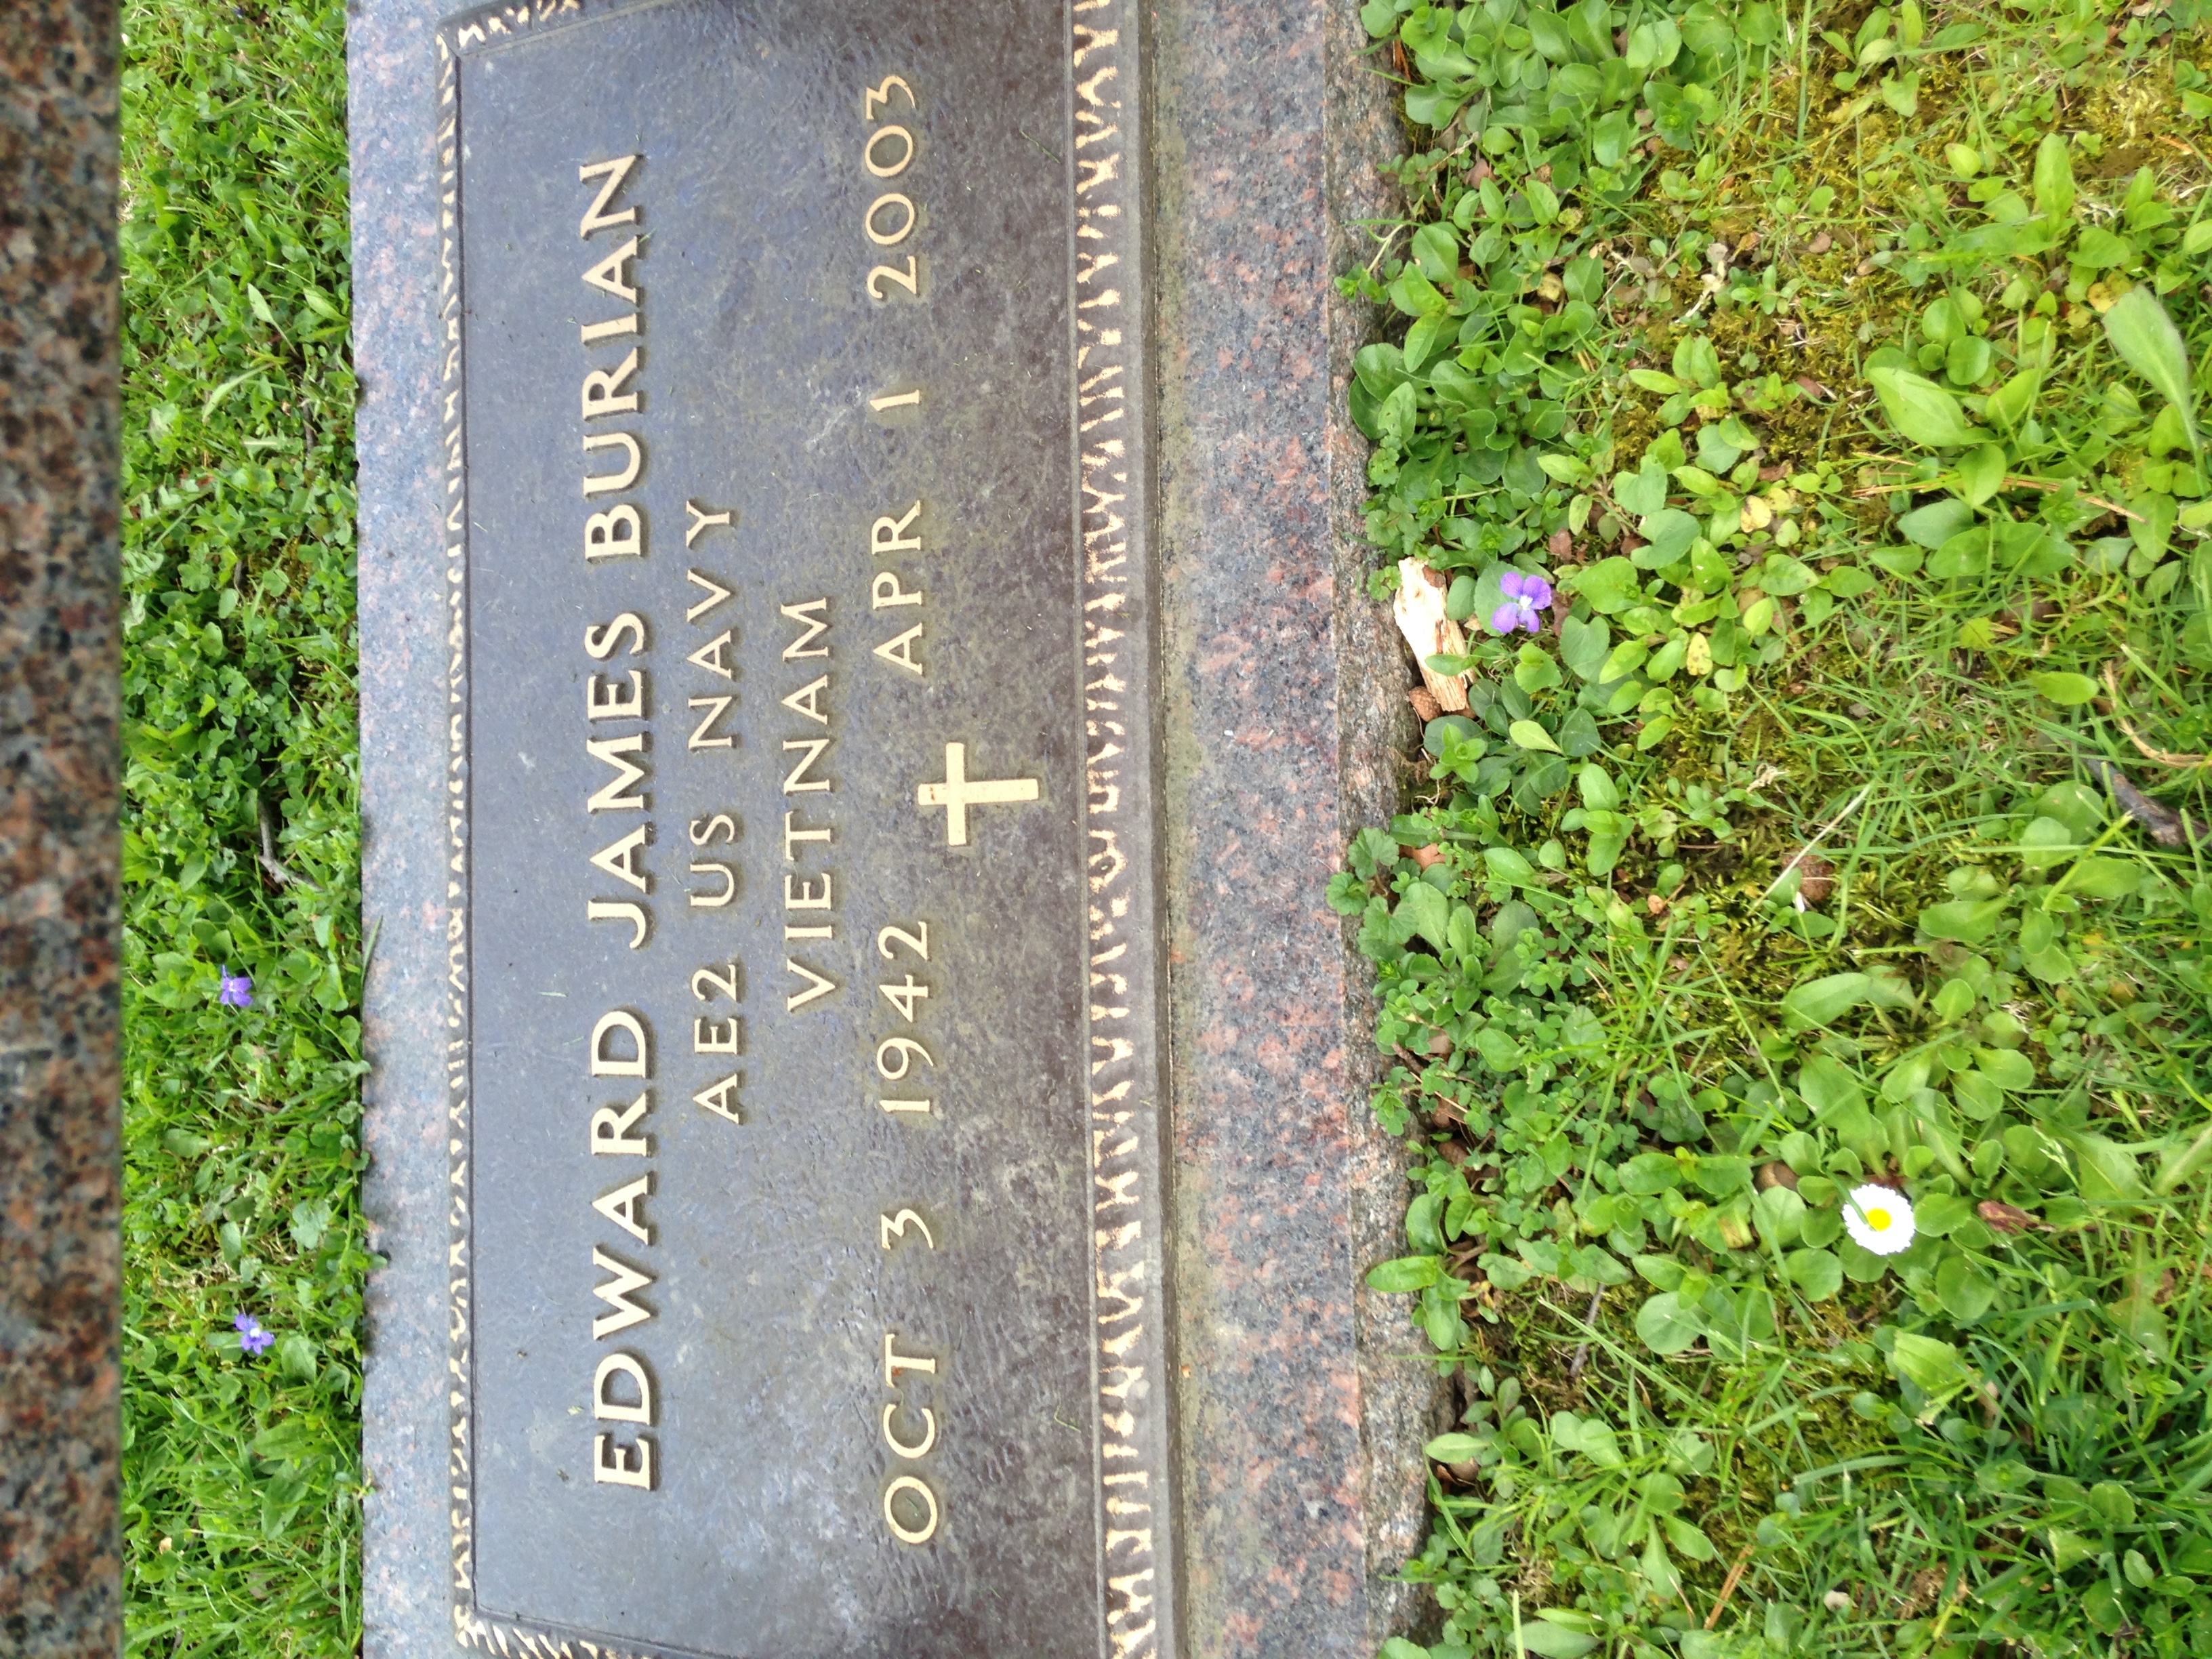 EDWARD JAMES BURIAN
AE2 US NAVY
VIETNAM
OCT 3 1942 APR 1 2003